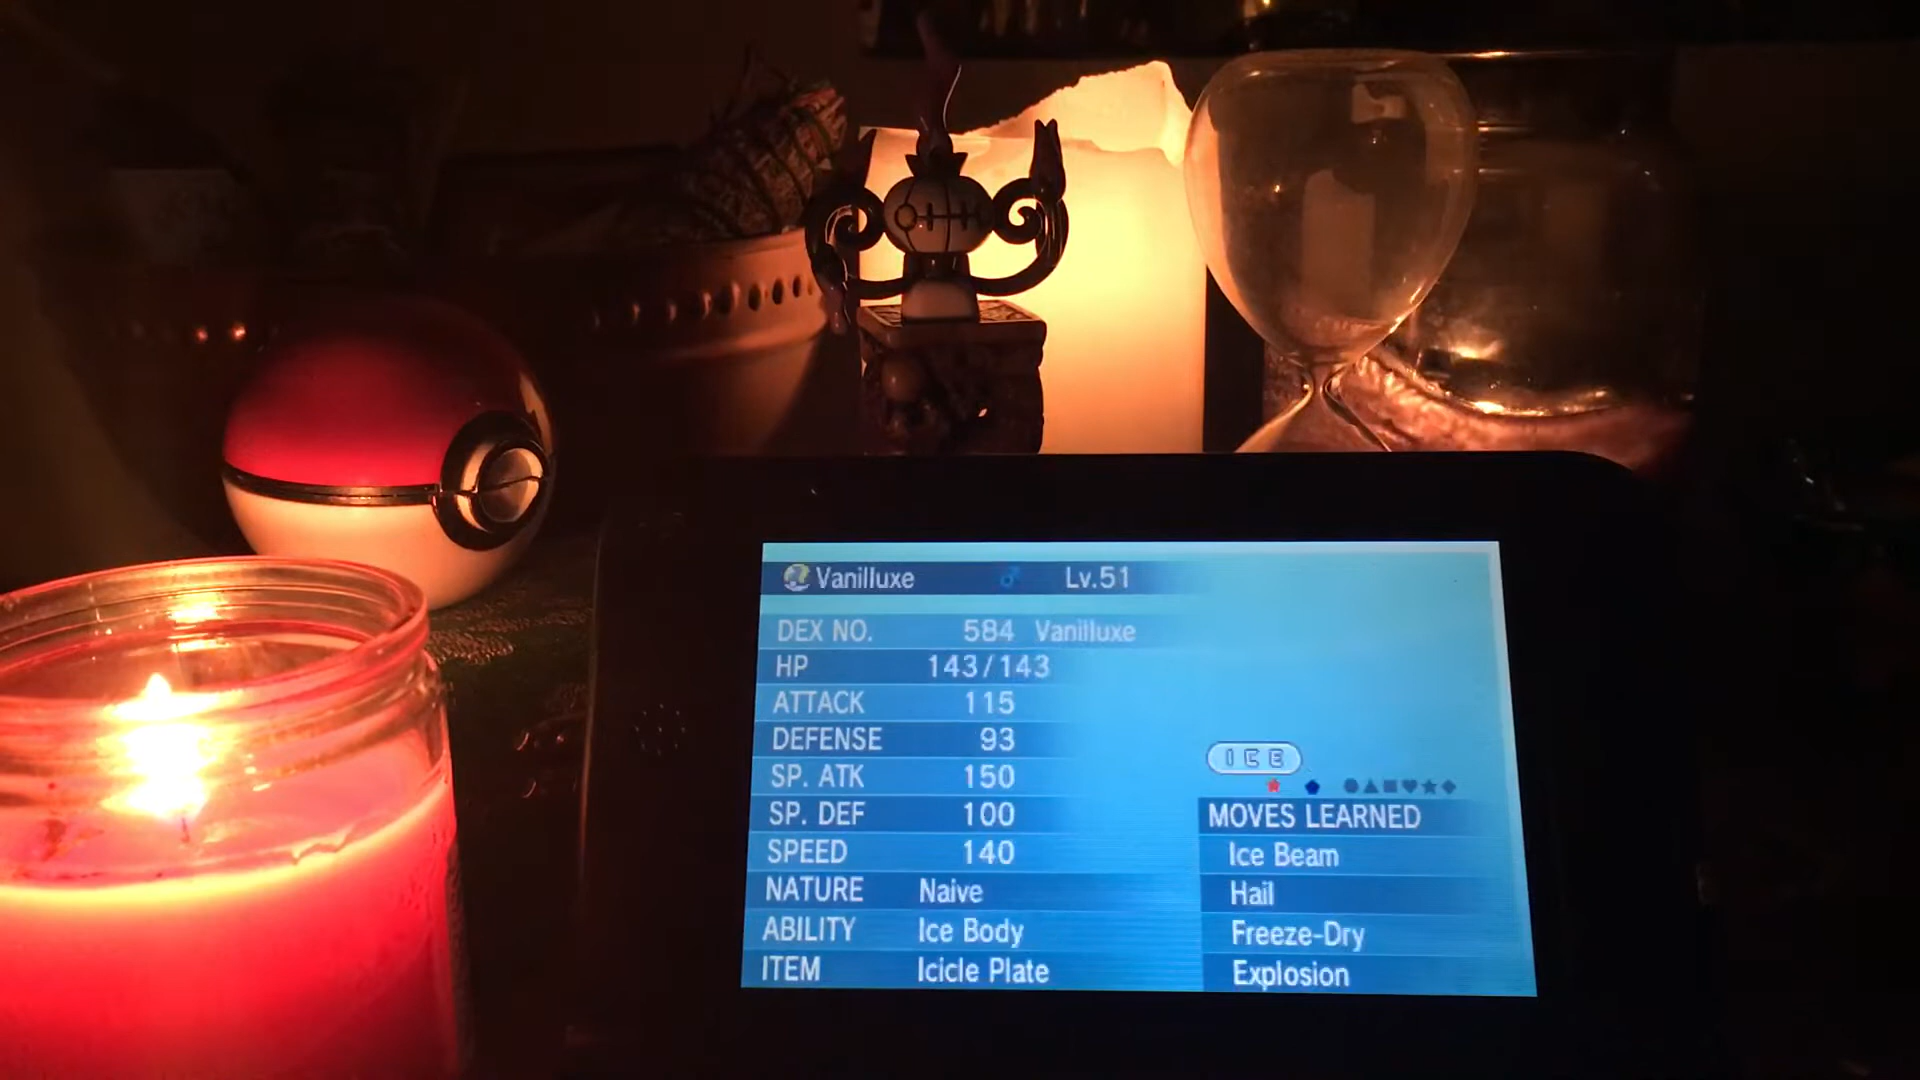 Vanilluxe ♂ Lv.51
DEX NO. 584 Vanilluxe
HP 143/143
ATTACK 115
DEFENSE 93
SP. ATK 150
SP. DEF 100
SPEED 140
NATURE Naive
ABILITY Ice Body
ITEM Icicle Plate
ICE
MOVES LEARNED
Ice Beam
Hail
Freeze-Dry
Explosion